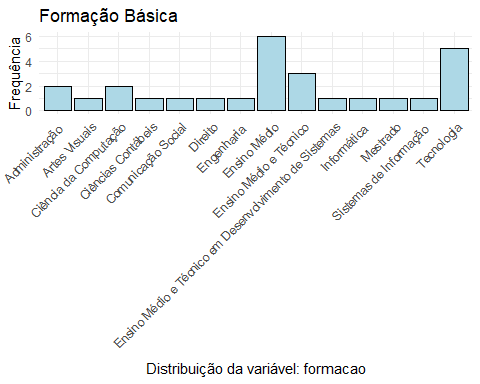 Formação Básica
Frequência
6
4
2
0
Administração
Artes Visuais
Ciência da Computação
Ciências Contábeis
Comunicação Social
Direito
Engenharia
Ensino Médio
Ensino Médio e Técnico
Ensino Médio e Técnico em Desenvolvimento de Sistemas
Informática
Mestrado
Sistemas de Informação
Tecnologia
Distribuição da variável: formacao